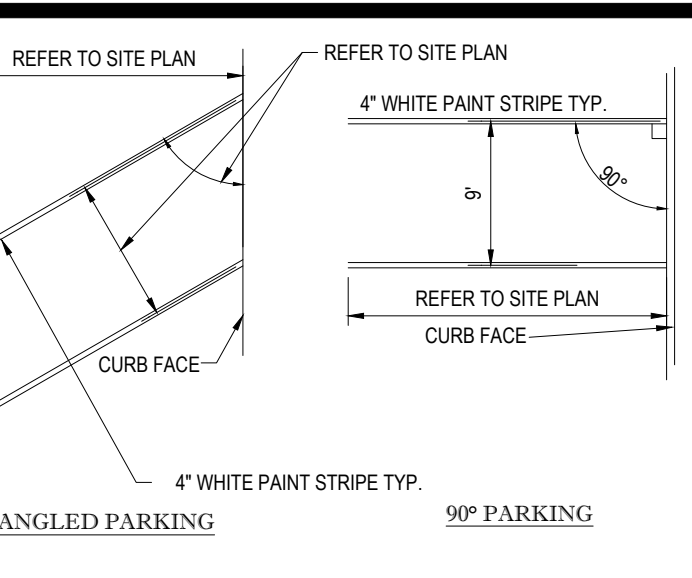 REFER TO SITE PLAN
REFER TO SITE PLAN
4" WHITE PAINT STRIPE TYP.
90°
9'
REFER TO SITE PLAN
CURB FACE
CURB FACE
4" WHITE PAINT STRIPE TYP.
ANGLED PARKING
90° PARKING